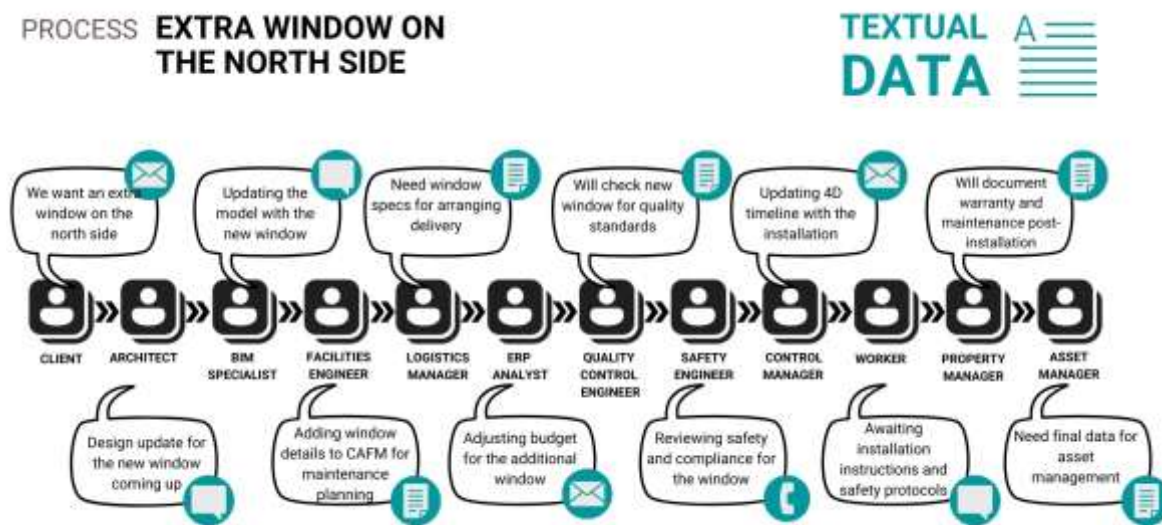 PROCESS EXTRA WINDOW ON
THE NORTH SIDE
TEXTUAL A
DATA
We want an extra
window on the
north side
Updating the
model with the
new window
Need window
specs for arranging
delivery
Will check new
window for quality
standards
Updating 4D
timeline with the
installation
Will document
warranty and
maintenance post-
installation
CLIENT
ARCHITECT
BIM
SPECIALIST
FACILITIES
ENGINEER
LOGISTICS
MANAGER
ERP
ANALYST
QUALITY
CONTROL
ENGINEER
SAFETY
ENGINEER
CONTROL
MANAGER
WORKER
PROPERTY
MANAGER
ASSET
MANAGER
Design update for
the new window
coming up
Adding window
details to CAFM for
maintenance
planning
Adjusting budget
for the additional
window
Reviewing safety
and compliance for
the window
Awaiting
installation
instructions and
safety protocols
Need final data for
asset
management